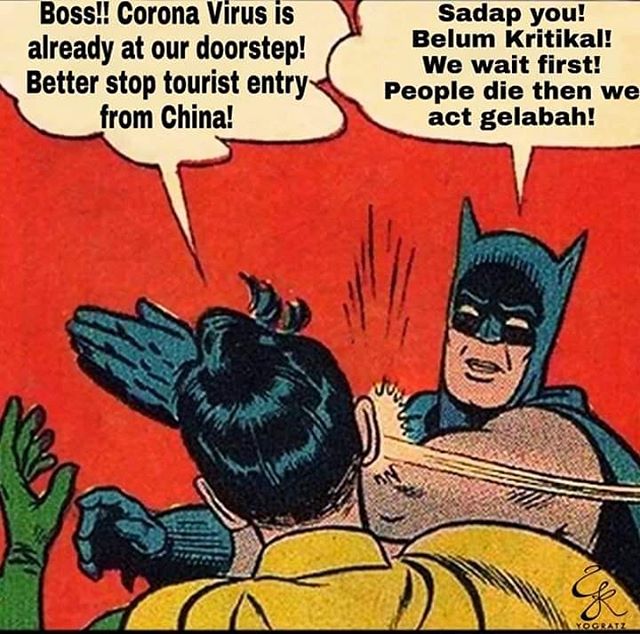 Boss!! Corona Virus is
already at our doorstep!
Better stop tourist entry
from China!
Sadap you!
Belum Kritikal!
We wait first!
People die then we
act gelabah!
YOGRATZ